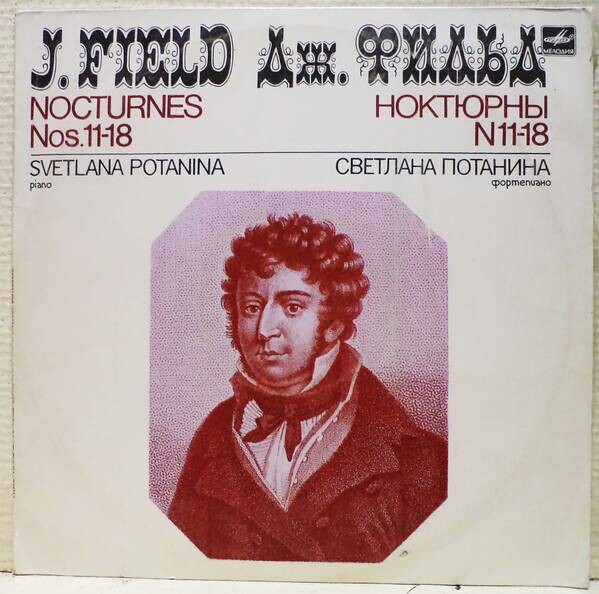 J. FIELD Дж. ФИЛЬД
МЕЛОДИЯ
NOCTURNES НОКТЮРНЫ
Nos.11-18 N11-18
SVETLANA POTANINA СВЕТЛАНА ПОТАНИНА
piano фортепиано